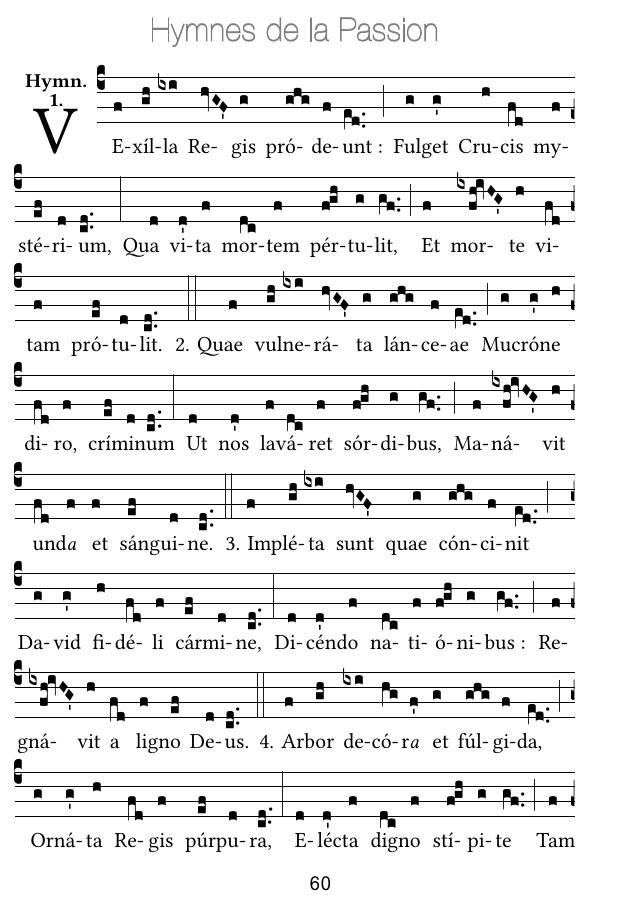 Hymnes de la Passion
Hymn.
1.
VE-xíl-la Re- gis pró- de-unt : Ful-get Cru-cis my-
sté-ri-um, Qua vi-ta mor-tem pér-tu-lit, Et mor- te vi-
tam pró-tu-lit. 2. Quae vulne-rá- ta lán-ce-ae Mucróne
di- ro, críminum Ut nos lavá-ret sór-di-bus, Ma-ná- vit
unda et sángui-ne. 3. Implé-ta sunt quae cón-ci-nit
Da-vid fi-dé-li cármi-ne, Di-céndo na-ti-ó-ni-bus : Re-
gná- vit a ligno De-us. 4. Arbor de-có-ra et fúl-gi-da,
Orná-ta Re-gis púrpu-ra, E-lécta digno stí-pi-te Tam
60